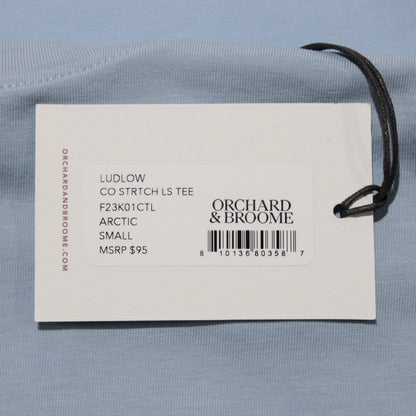 ORCHARDANDBROOME.COM
LUDLOW
CO STRTCH LS TEE
F23K01CTL
ARCTIC
SMALL
MSRP $95
ORCHARD
& BROOME
8 10136 80358 7